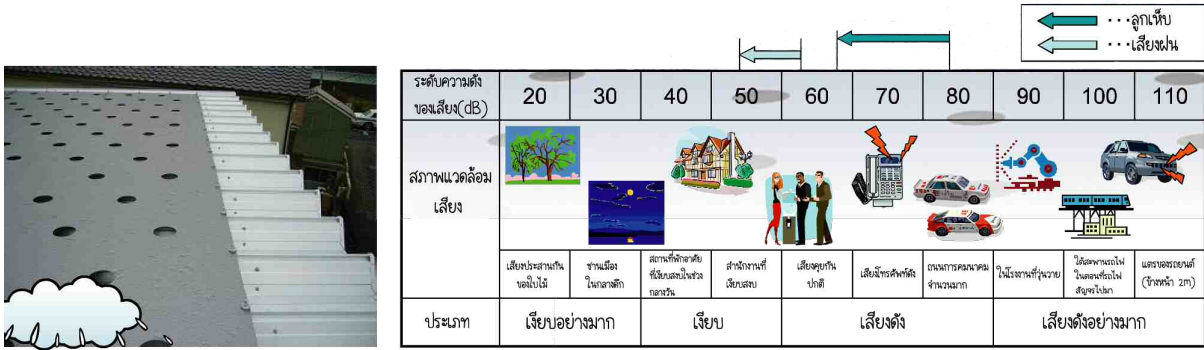 ··· ลูกเห็บ
··· เสียงฝน
ระดับความดัง
ของเสียง(dB)
20 30 40 50 60 70 80 90 100 110
สภาพแวดล้อม
เสียง
เสียงประสานกัน
ของใบไม้
ชานเมือง
ในกลางดึก
สถานที่พักอาศัย
ที่เงียบสงบในช่วง
กลางวัน
สำนักงานที่
เงียบสงบ
เสียงคุยกัน
ปกติ
เสียงโทรศัพท์ดัง
ถนนการคมนาคม
จำนวนมาก
ในโรงงานที่วุ่นวาย
ใต้สะพานรถไฟ
ในตอนที่รถไฟ
สัญจรไปมา
แตรของรถยนต์
(ข้างหน้า 2m)
ประเภท เงียบอย่างมาก เงียบ เสียงดัง เสียงดังอย่างมาก